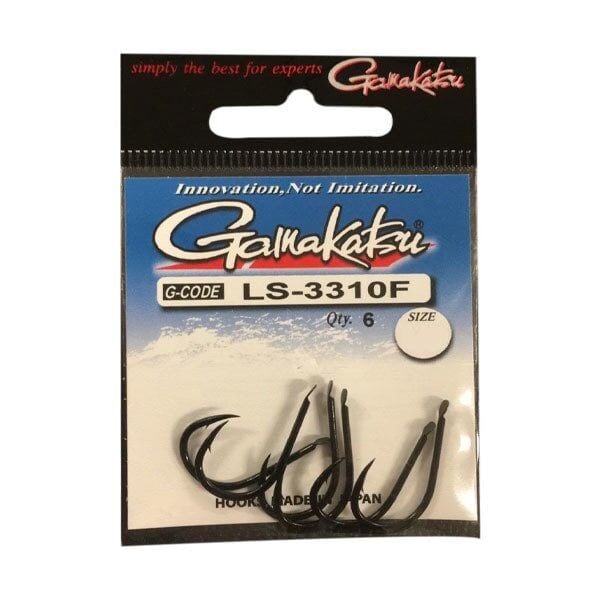 simply the best for experts Gamakatsu
Innovation, Not Imitation.
Gamakatsu®
G-CODE LS-3310F
Qty. 6 SIZE
HOOKS MADE IN JAPAN